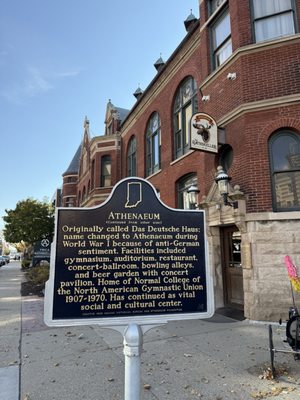 ATHENAEUM
Originally called Das Deutsche Haus;
name changed to Athenaeum during
World War I because of anti-German
sentiment. Facilities included
gymnasium, auditorium, restaurant,
concert-ballroom, bowling alleys,
and beer garden with concert
pavilion. Home of Normal College of
the North American Gymnastic Union
1907-1970. Has continued as vital
social and cultural center.